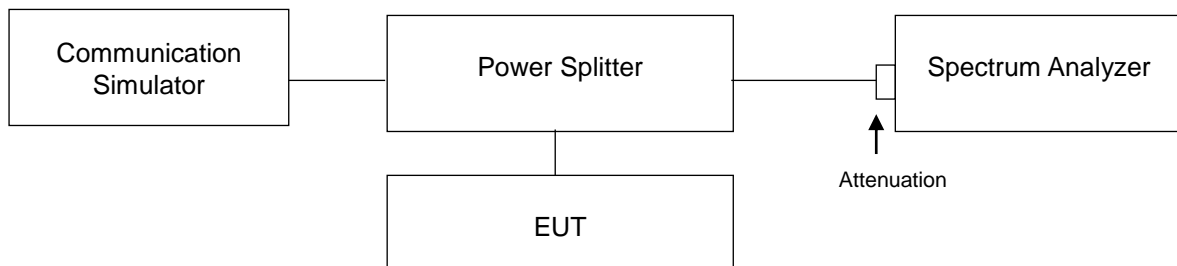 Communication
Simulator
Power Splitter
Spectrum Analyzer
Attenuation
EUT